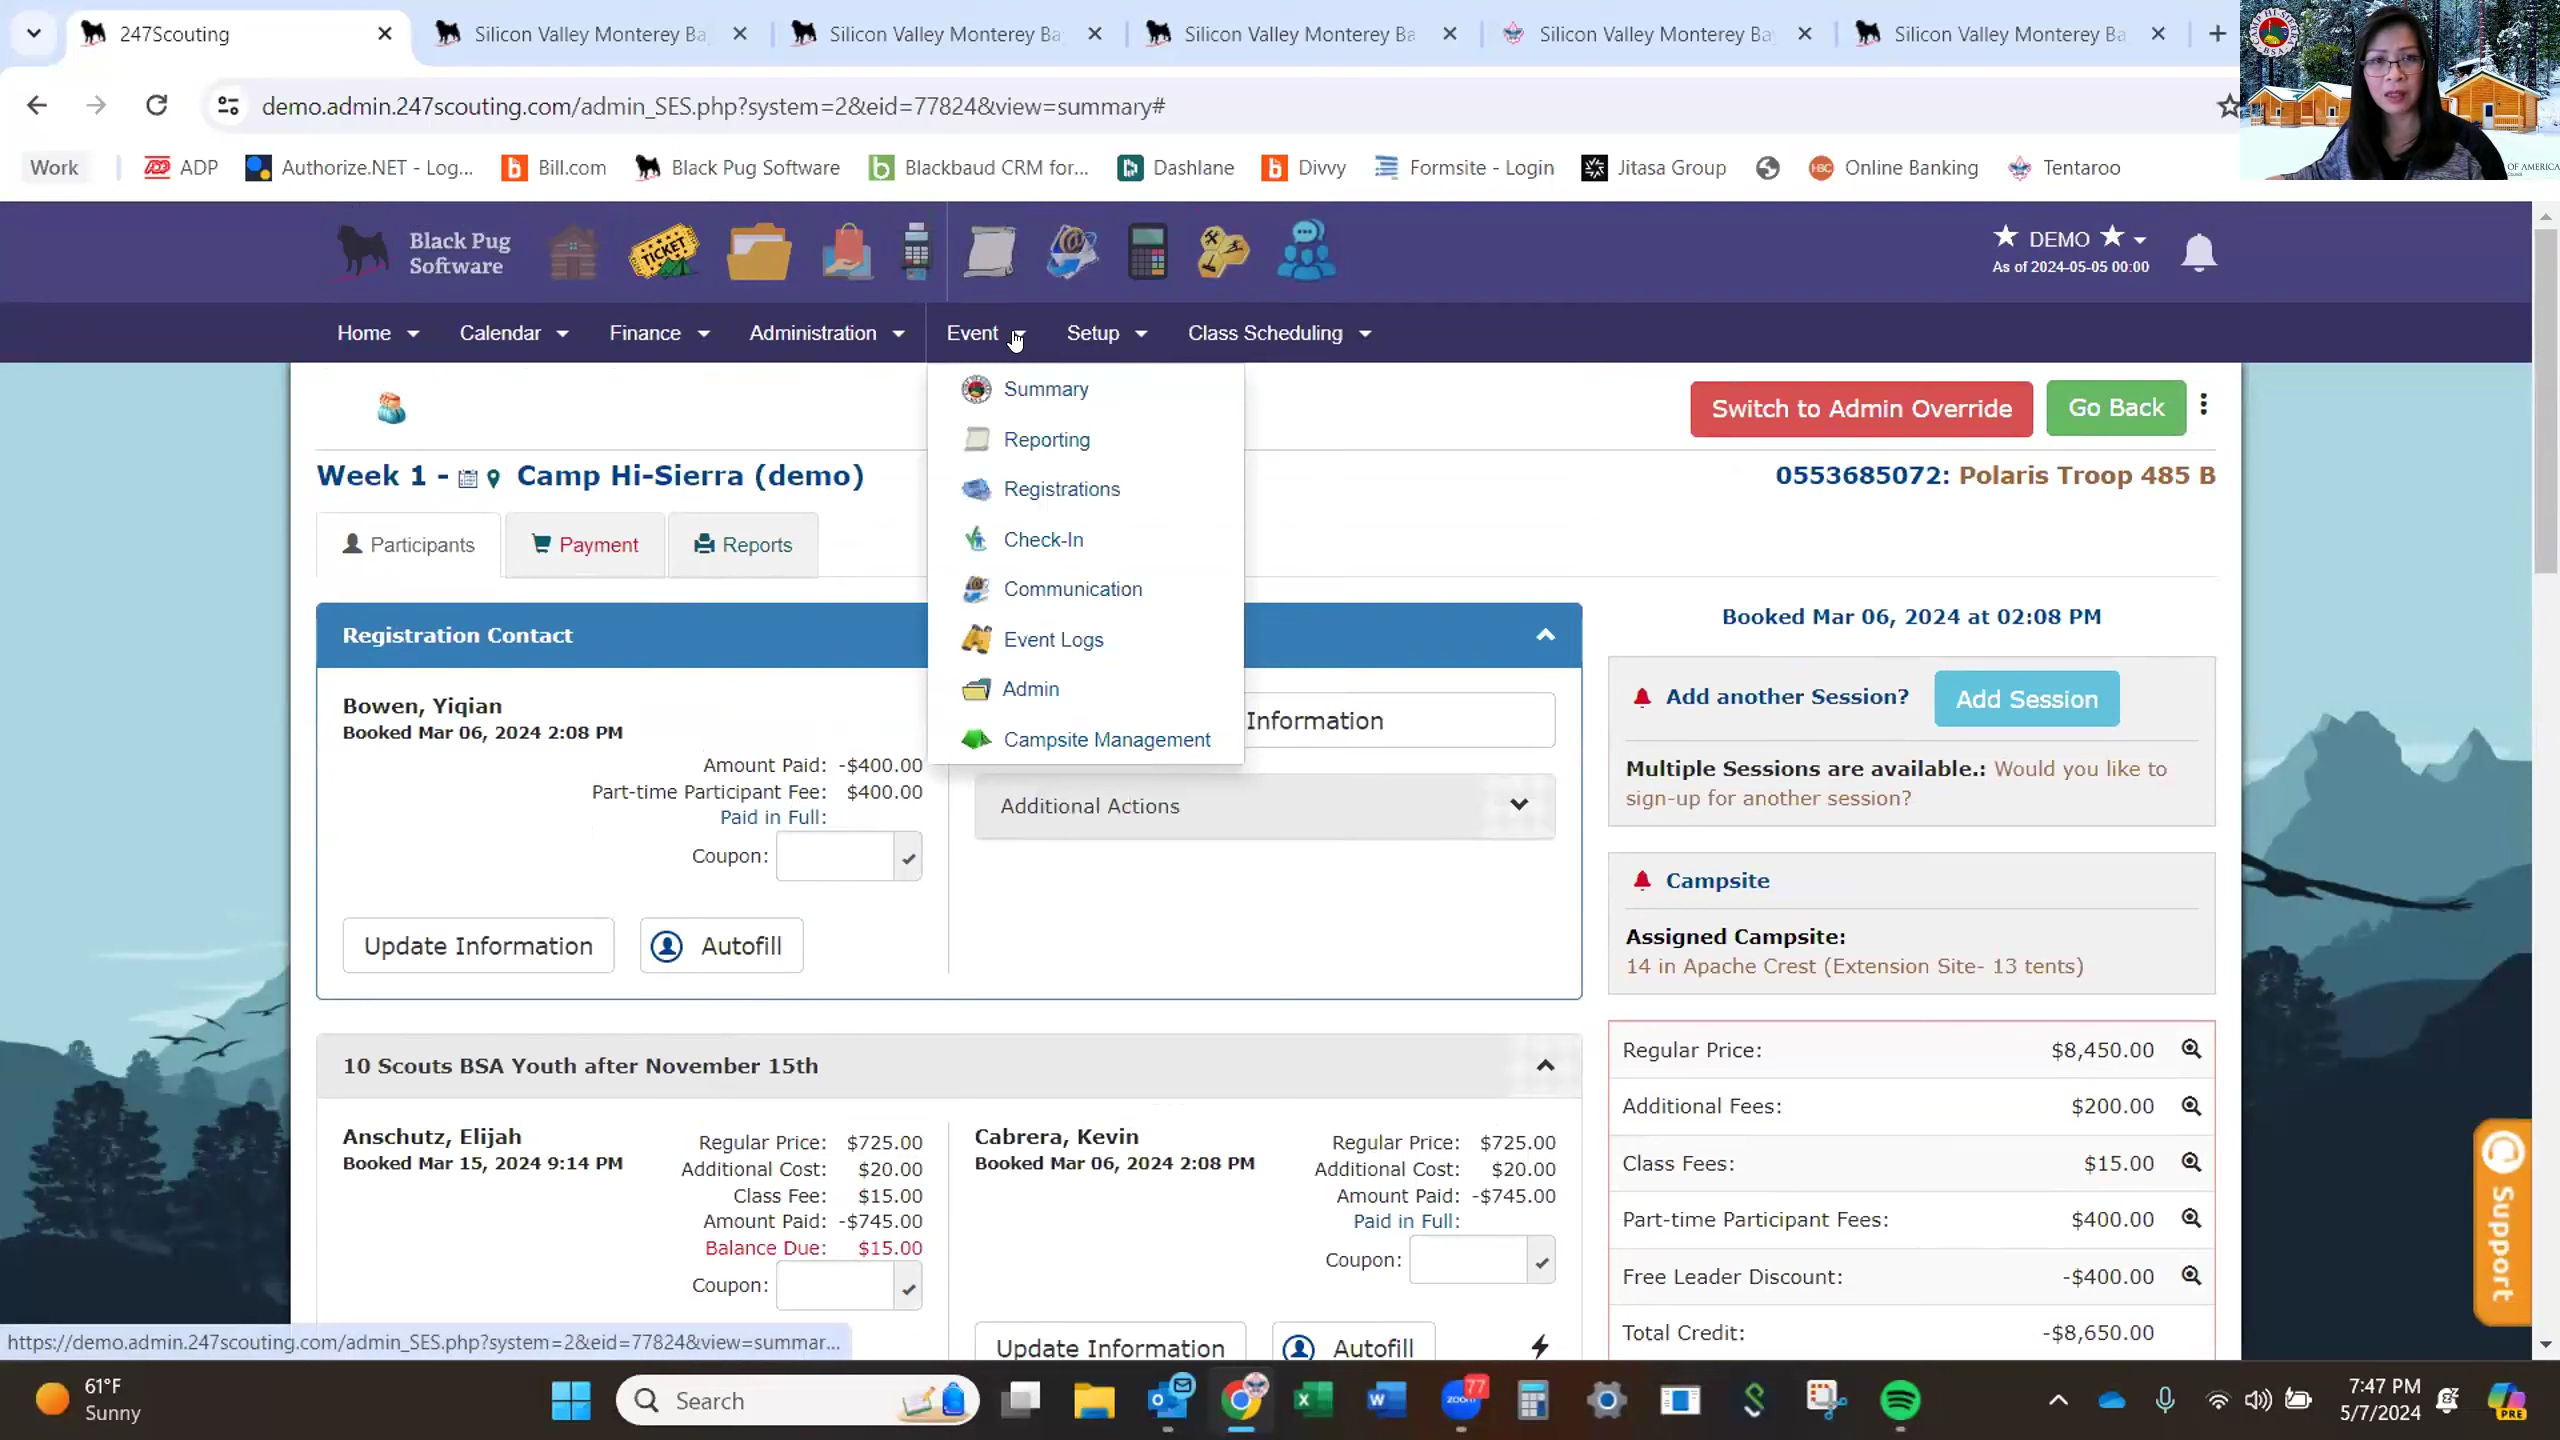 247Scouting
Silicon Valley Monterey Ba
Silicon Valley Monterey Ba
Silicon Valley Monterey Ba
Silicon Valley Monterey Ba
Silicon Valley Monterey Ba
demo.admin.247scouting.com/admin_SES.php?system=2&eid=77824&view=summary#
Work
ADP
Authorize.NET - Log...
Bill.com
Black Pug Software
Blackbaud CRM for...
Dashlane
Divvy
Formsite - Login
Jitasa Group
Online Banking
Tentaroo
OF AMERICA
Black Pug
Software
TICKET
DEMO
As of 2024-05-05 00:00
Home
Calendar
Finance
Administration
Event
Setup
Class Scheduling
Summary
Reporting
Registrations
Check-In
Communication
Event Logs
Admin
Campsite Management
Switch to Admin Override
Go Back
Week 1 - Camp Hi-Sierra (demo)
0553685072: Polaris Troop 485 B
Participants
Payment
Reports
Registration Contact
Bowen, Yiqian
Booked Mar 06, 2024 2:08 PM
Amount Paid: -$400.00
Part-time Participant Fee: $400.00
Paid in Full:
Coupon:
Update Information
Autofill
Information
Additional Actions
Booked Mar 06, 2024 at 02:08 PM
Add another Session?
Add Session
Multiple Sessions are available.: Would you like to
sign-up for another session?
Campsite
Assigned Campsite:
14 in Apache Crest (Extension Site- 13 tents)
10 Scouts BSA Youth after November 15th
Anschutz, Elijah
Booked Mar 15, 2024 9:14 PM
Regular Price: $725.00
Additional Cost: $20.00
Class Fee: $15.00
Amount Paid: -$745.00
Balance Due: $15.00
Coupon:
Cabrera, Kevin
Booked Mar 06, 2024 2:08 PM
Regular Price: $725.00
Additional Cost: $20.00
Amount Paid: -$745.00
Paid in Full:
Coupon:
Update Information
Autofill
Regular Price: $8,450.00
Additional Fees: $200.00
Class Fees: $15.00
Part-time Participant Fees: $400.00
Free Leader Discount: -$400.00
Total Credit: -$8,650.00
Support
https://demo.admin.247scouting.com/admin_SES.php?system=2&eid=77824&view=summar...
61°F
Sunny
Search
77
zoom
7:47 PM
5/7/2024
PRE